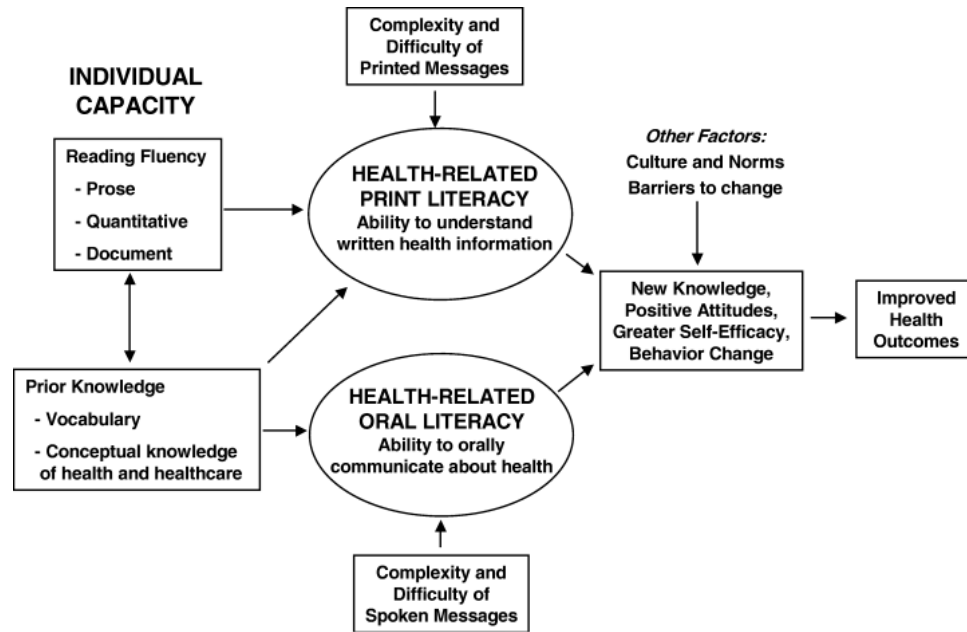 Complexity and
Difficulty of
Printed Messages
INDIVIDUAL
CAPACITY
Reading Fluency
- Prose
- Quantitative
- Document
HEALTH-RELATED
PRINT LITERACY
Ability to understand
written health information
Other Factors:
Culture and Norms
Barriers to change
New Knowledge,
Positive Attitudes,
Greater Self-Efficacy,
Behavior Change
Improved
Health
Outcomes
Prior Knowledge
- Vocabulary
- Conceptual knowledge
of health and healthcare
HEALTH-RELATED
ORAL LITERACY
Ability to orally
communicate about health
Complexity and
Difficulty of
Spoken Messages